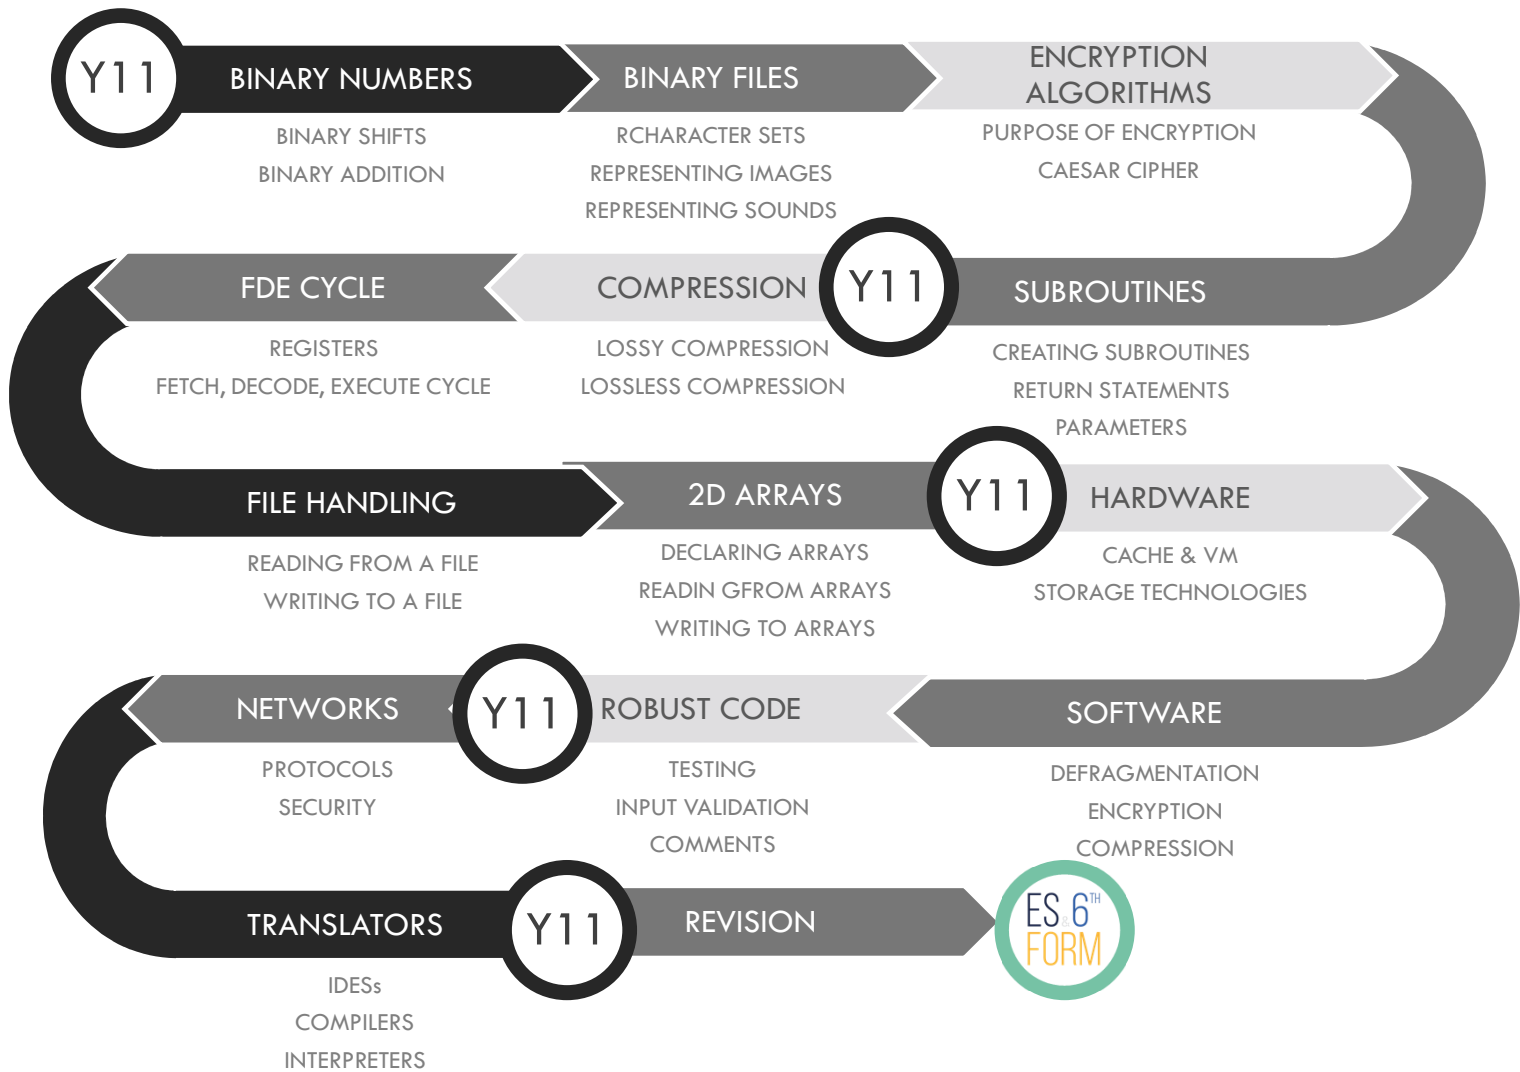 Y11
BINARY NUMBERS
BINARY SHIFTS
BINARY ADDITION
BINARY FILES
RCHARACTER SETS
REPRESENTING IMAGES
REPRESENTING SOUNDS
ENCRYPTION
ALGORITHMS
PURPOSE OF ENCRYPTION
CAESAR CIPHER
SUBROUTINES
CREATING SUBROUTINES
RETURN STATEMENTS
PARAMETERS
Y11
COMPRESSION
LOSSY COMPRESSION
LOSSLESS COMPRESSION
FDE CYCLE
REGISTERS
FETCH, DECODE, EXECUTE CYCLE
FILE HANDLING
READING FROM A FILE
WRITING TO A FILE
2D ARRAYS
DECLARING ARRAYS
READIN GFROM ARRAYS
WRITING TO ARRAYS
Y11
HARDWARE
CACHE & VM
STORAGE TECHNOLOGIES
SOFTWARE
DEFRAGMENTATION
ENCRYPTION
COMPRESSION
ROBUST CODE
TESTING
INPUT VALIDATION
COMMENTS
Y11
NETWORKS
PROTOCOLS
SECURITY
TRANSLATORS
IDESs
COMPILERS
INTERPRETERS
Y11
REVISION
ES 6TH
FORM